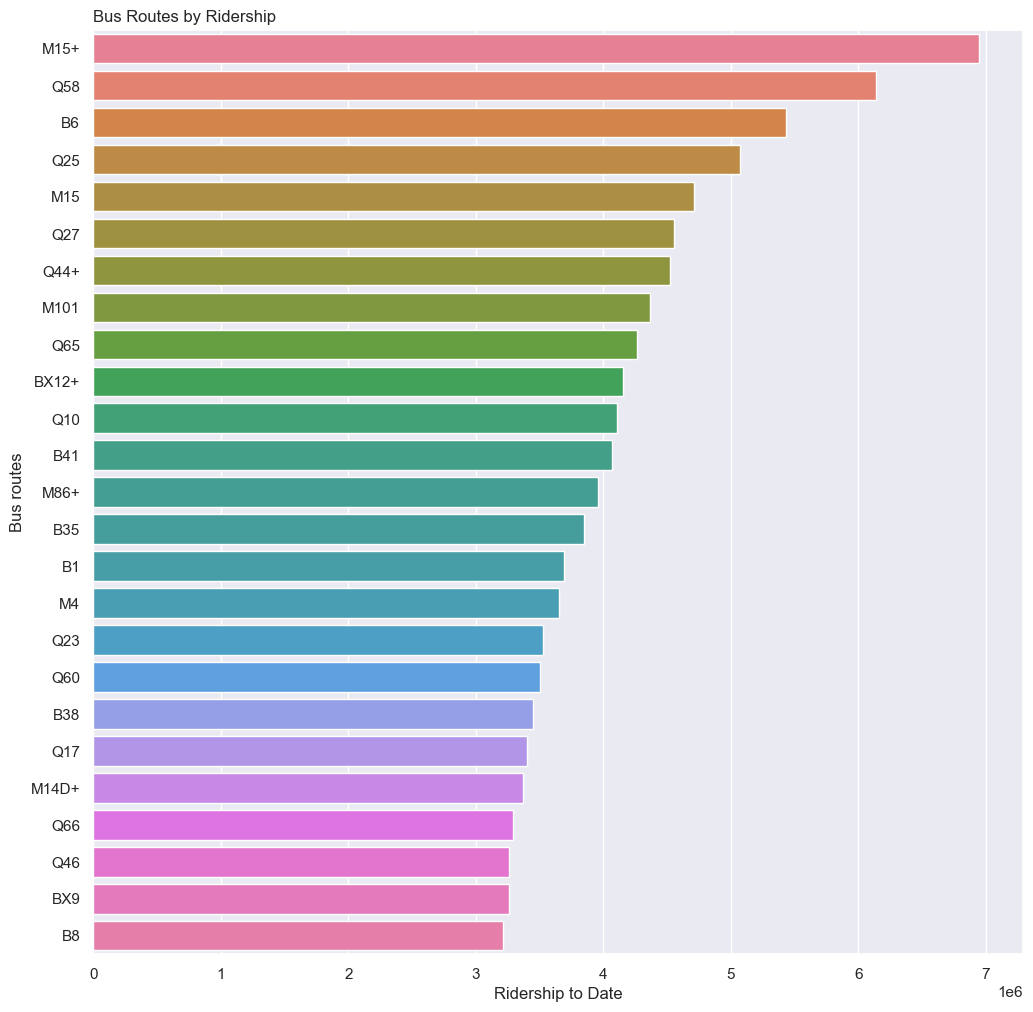 Bus Routes by Ridership
M15+
Q58
B6
Q25
M15
Q27
Q44+
M101
Q65
BX12+
Q10
B41
M86+
B35
B1
M4
Q23
Q60
B38
Q17
M14D+
Q66
Q46
BX9
B8
Bus routes
0 1 2 3 4 5 6 7
1e6
Ridership to Date